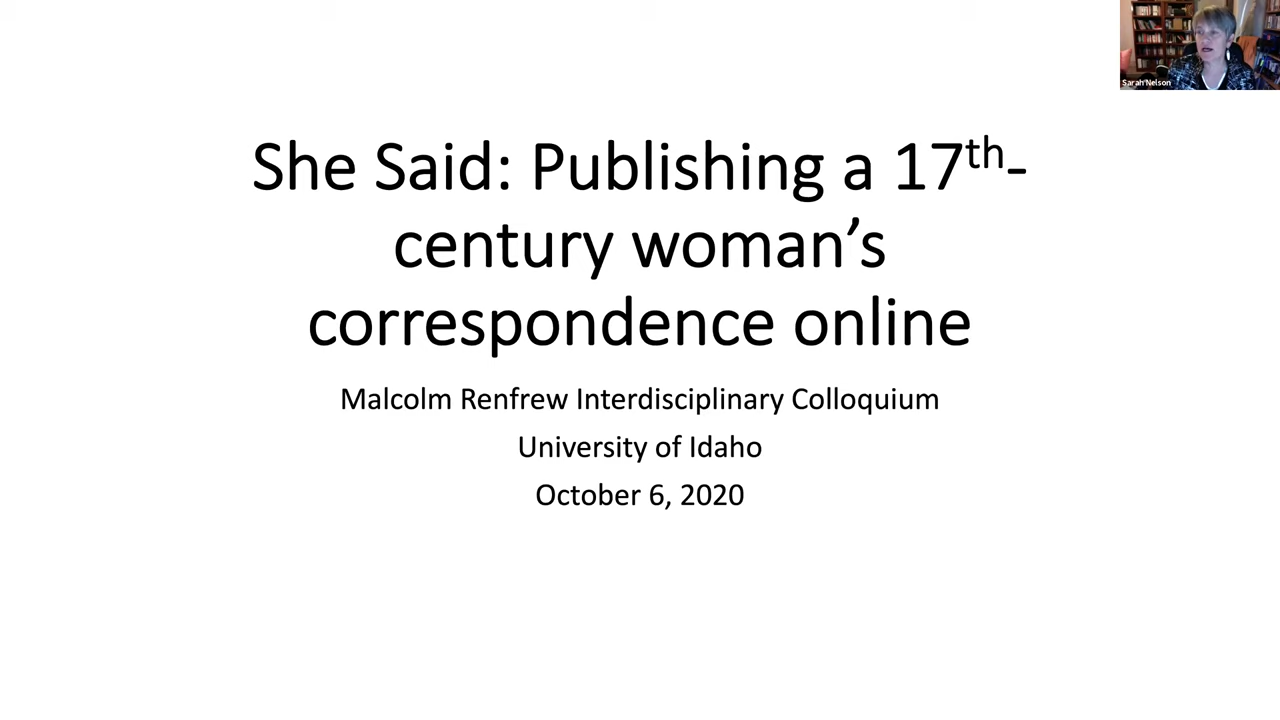 Sarah Nelson
She Said: Publishing a 17th-
century woman’s
correspondence online
Malcolm Renfrew Interdisciplinary Colloquium
University of Idaho
October 6, 2020